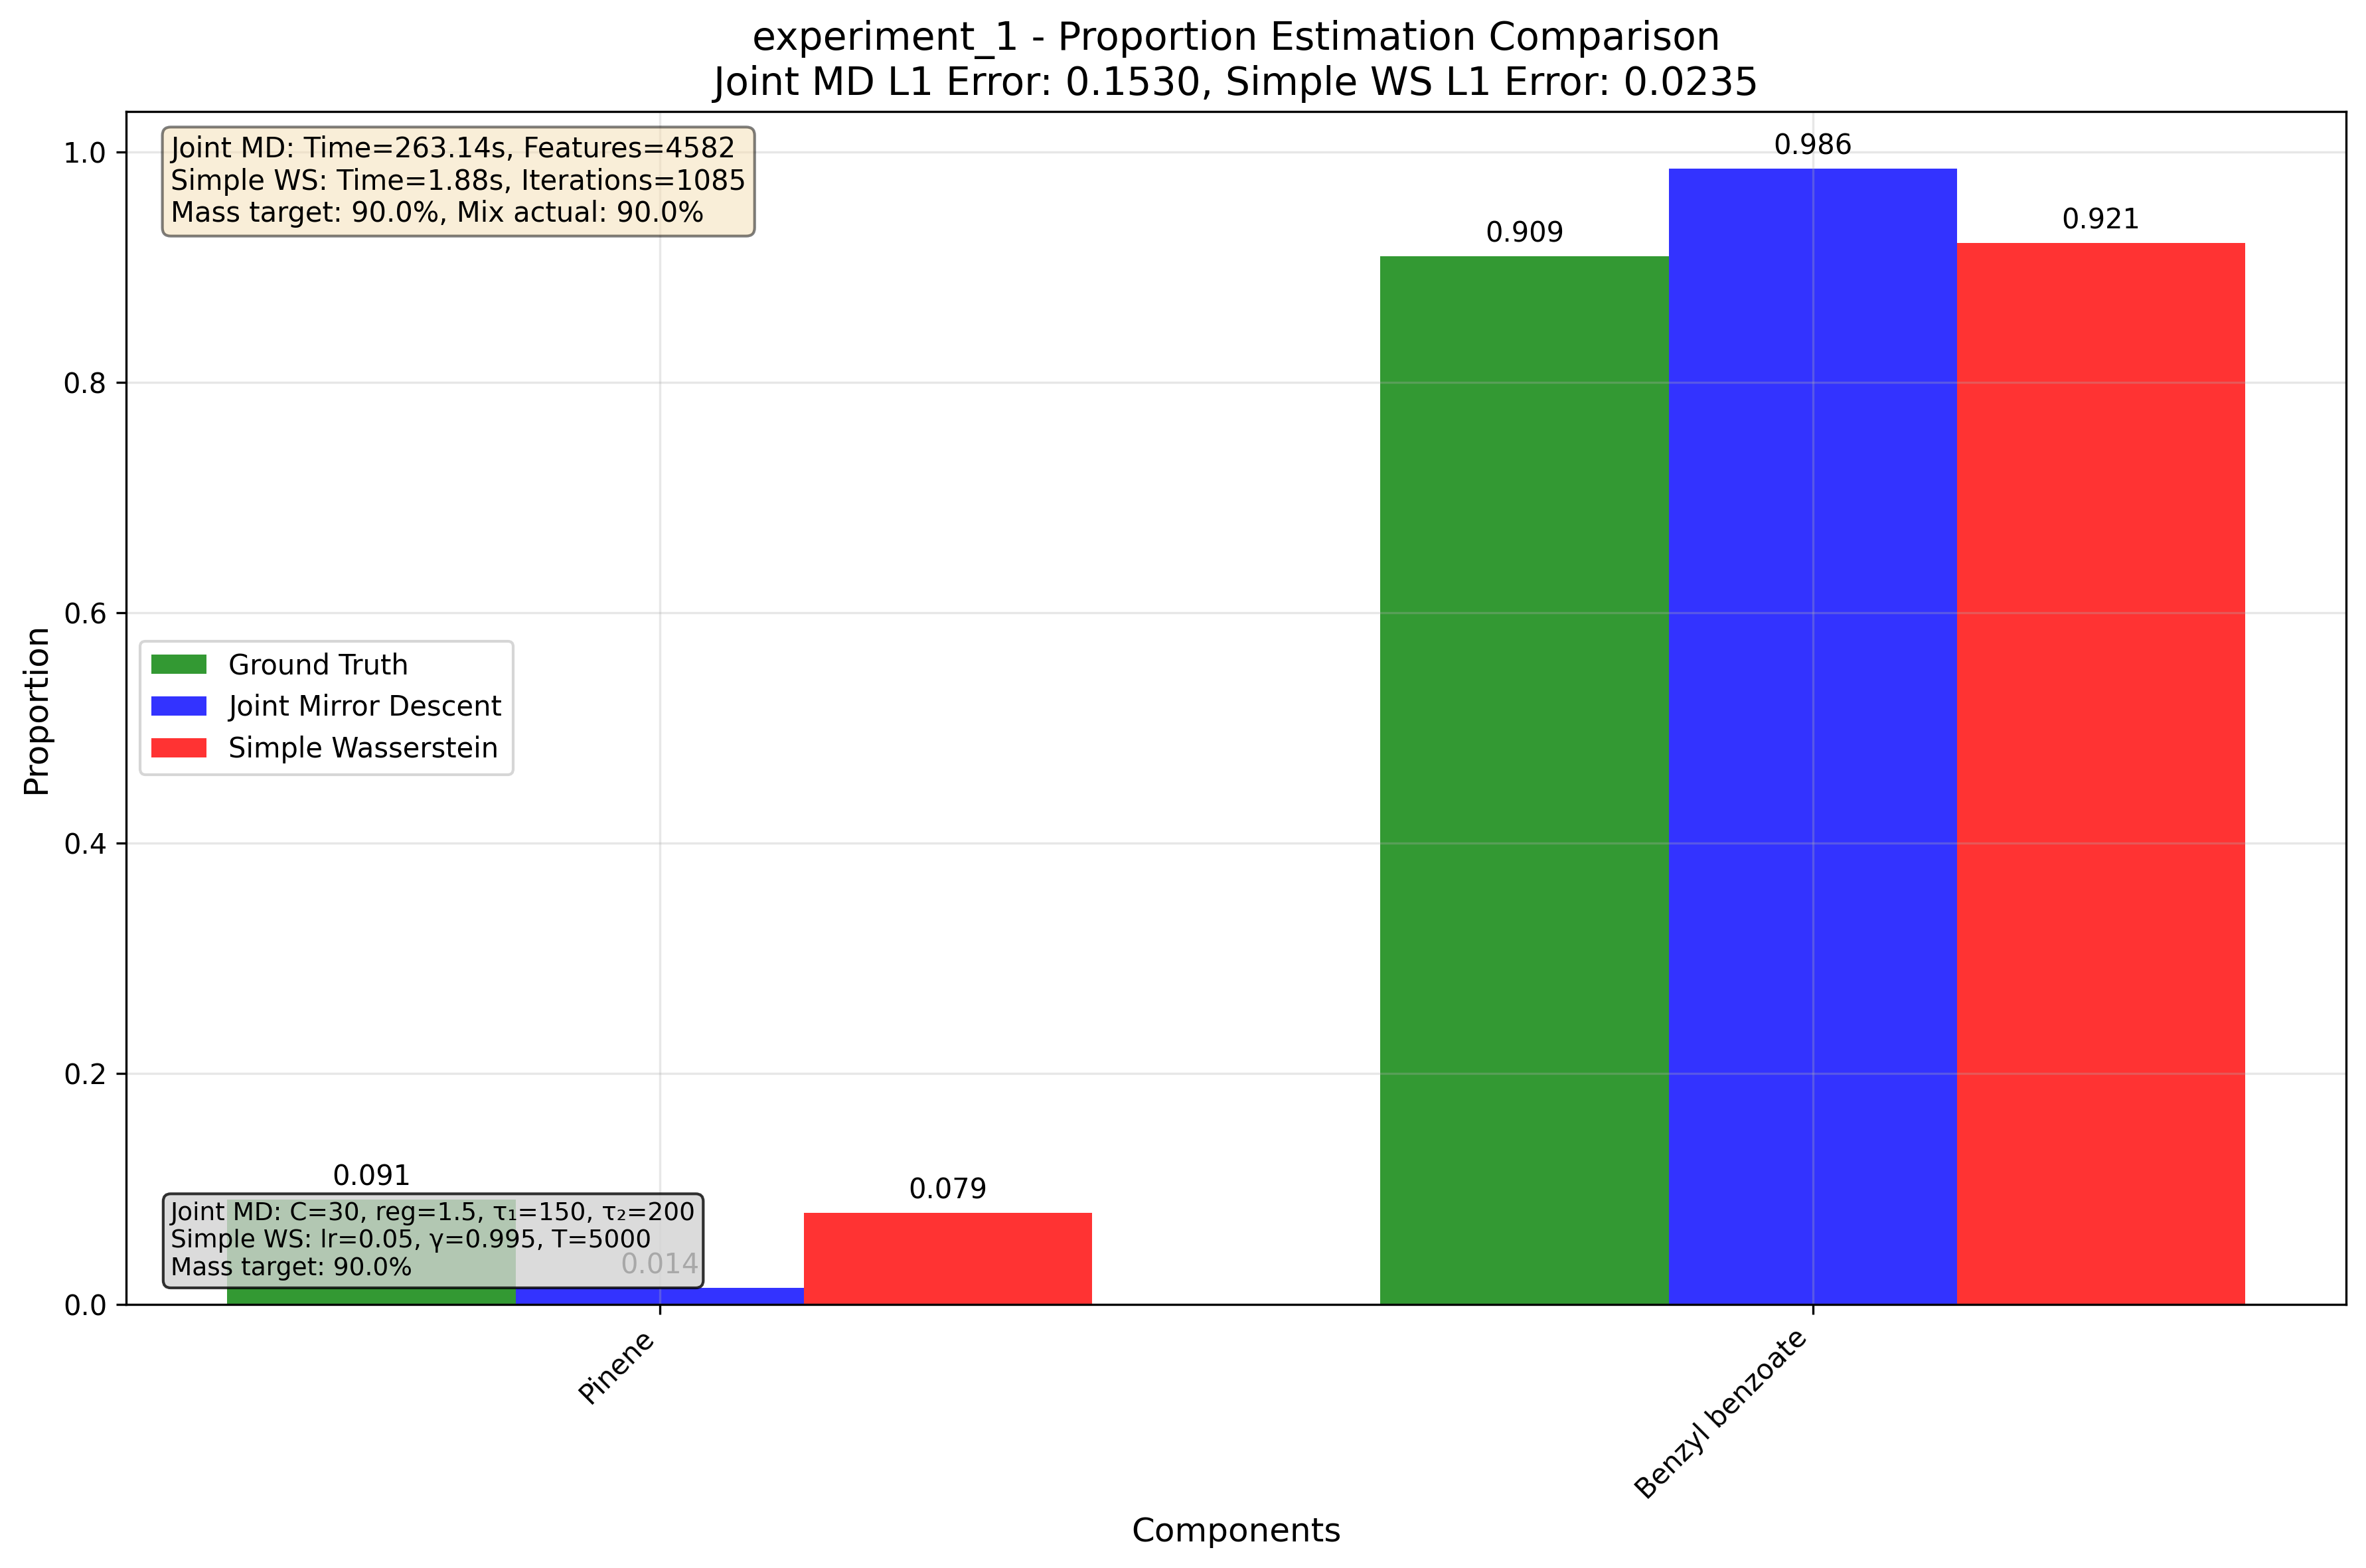 experiment_1 - Proportion Estimation Comparison
Joint MD L1 Error: 0.1530, Simple WS L1 Error: 0.0235
Joint MD: Time=263.14s, Features=4582
Simple WS: Time=1.88s, Iterations=1085
Mass target: 90.0%, Mix actual: 90.0%
0.986
0.909
0.921
1.0
0.8
0.6
0.4
0.2
0.0
Proportion
Ground Truth
Joint Mirror Descent
Simple Wasserstein
0.091
0.079
0.014
Joint MD: C=30, reg=1.5, τ₁=150, τ₂=200
Simple WS: lr=0.05, γ=0.995, T=5000
Mass target: 90.0%
Pinene
Benzyl benzoate
Components